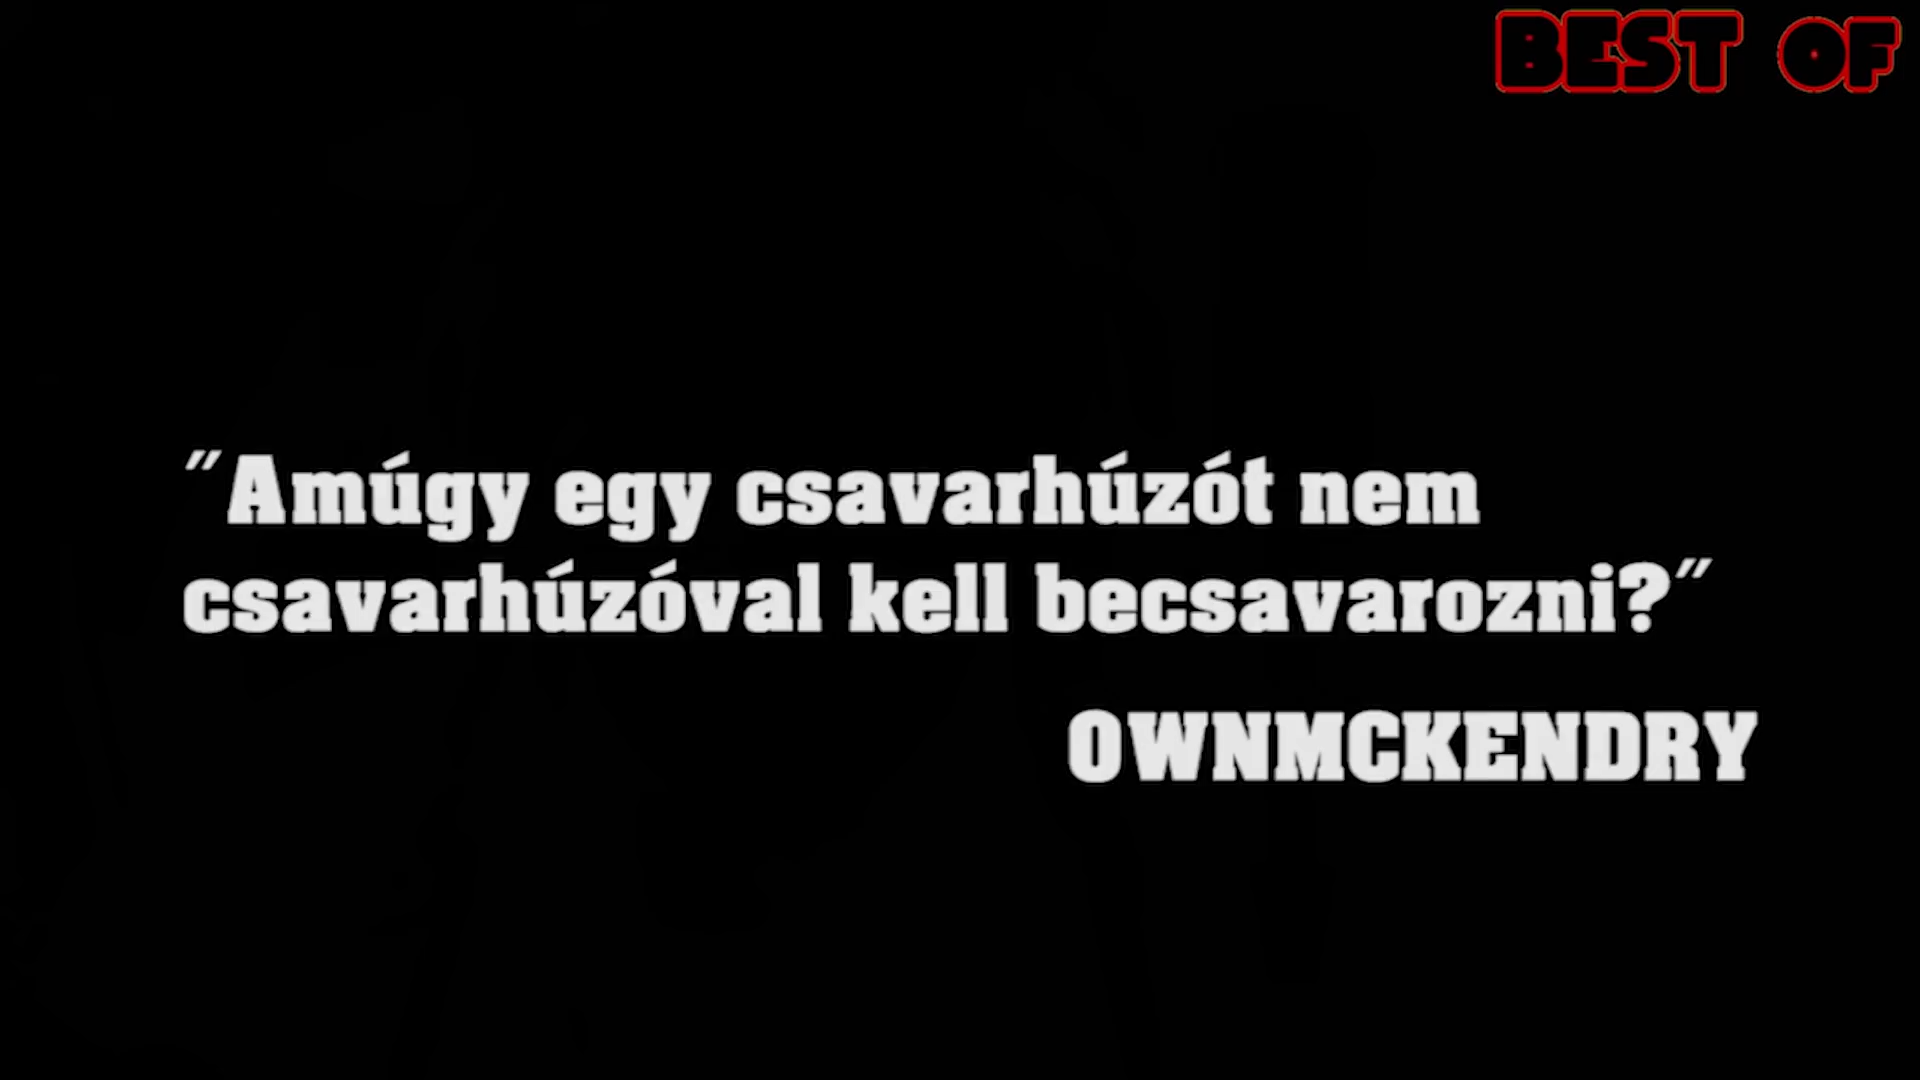 BEST OF
"Amúgy egy csavarhúzót nem
csavarhúzóval kell becsavarozni?"
OWNMCKENDRY